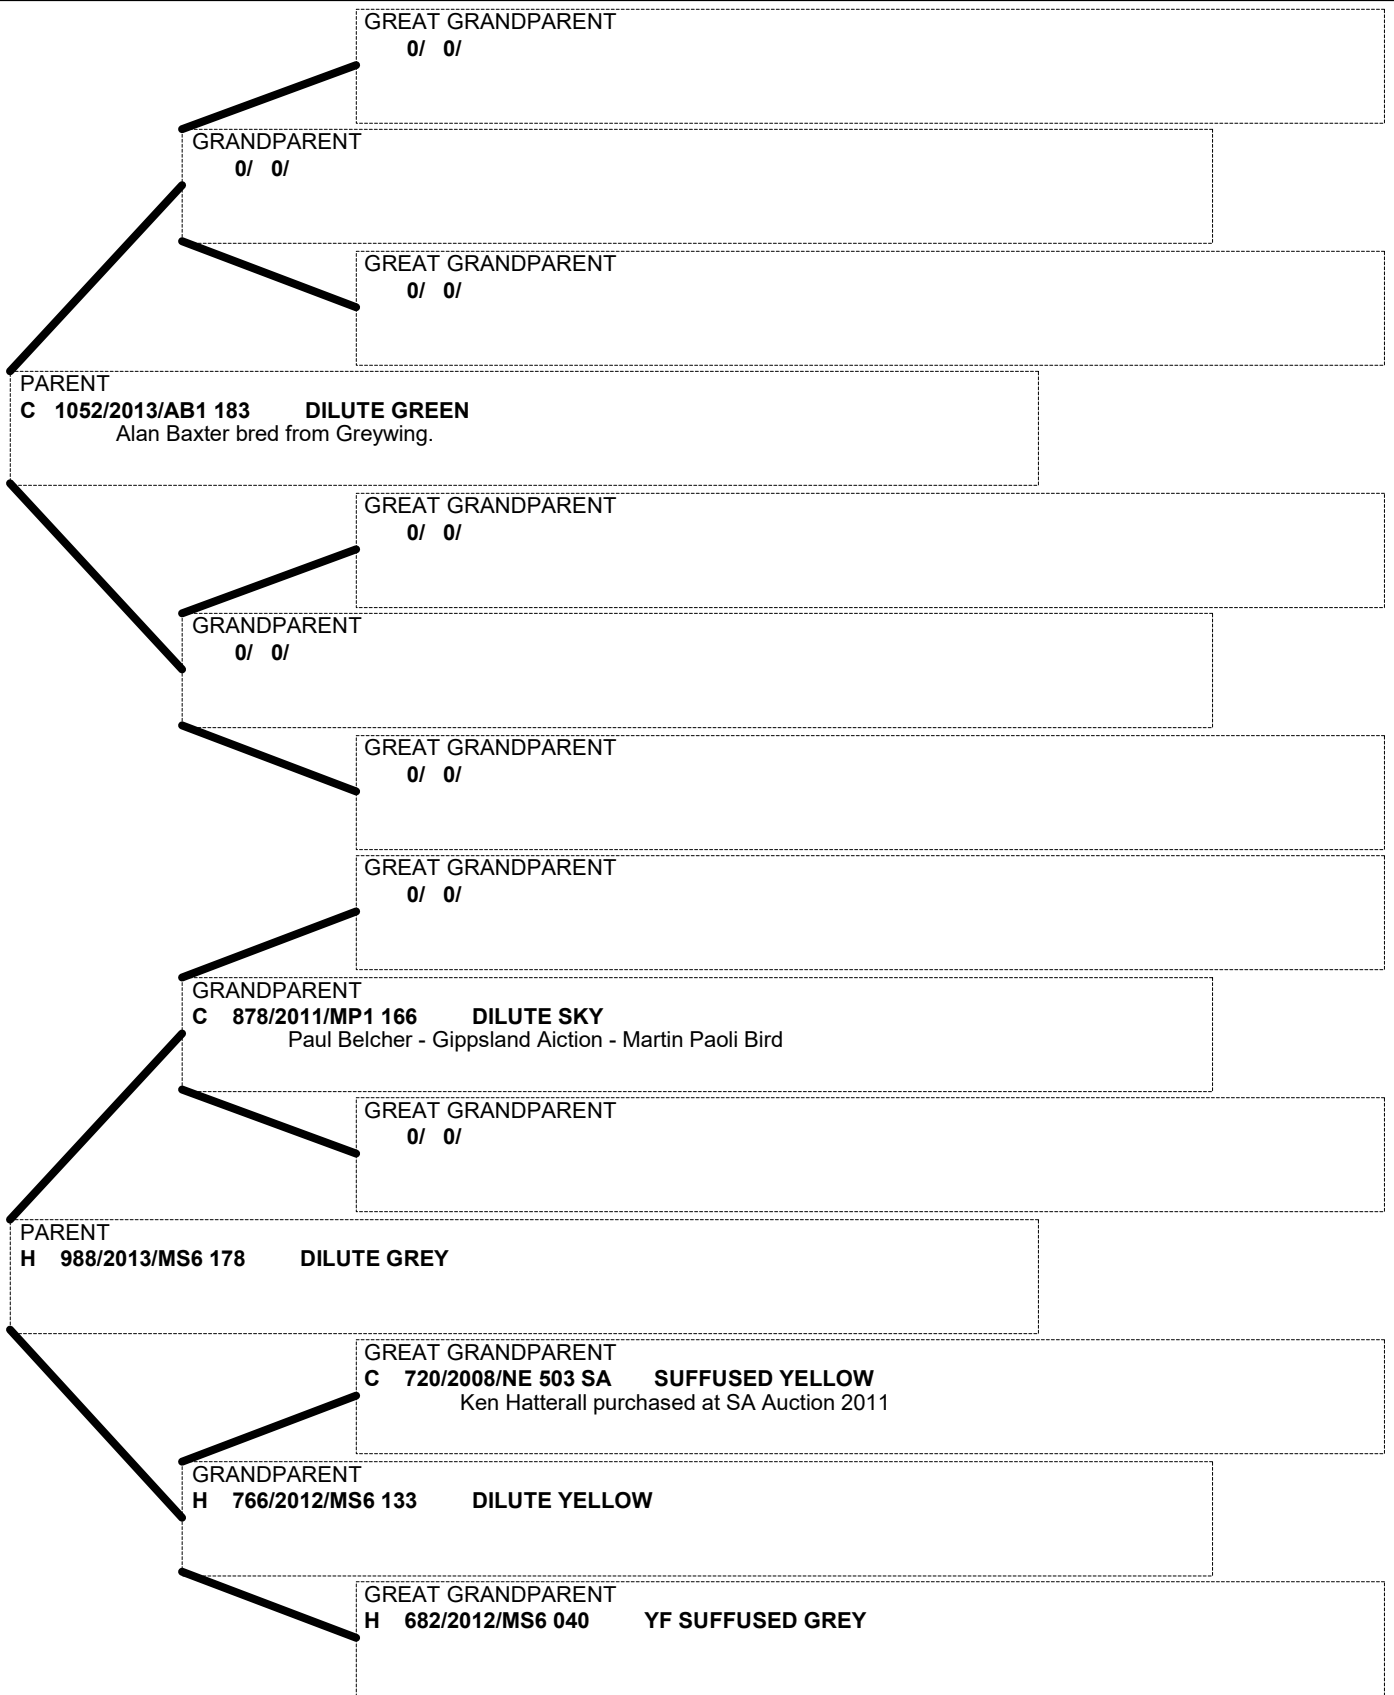 GREAT GRANDPARENT
0/ 0/
GRANDPARENT
0/ 0/
GREAT GRANDPARENT
0/ 0/
PARENT
C 1052/2013/AB1 183 DILUTE GREEN
Alan Baxter bred from Greywing.
GREAT GRANDPARENT
0/ 0/
GRANDPARENT
0/ 0/
GREAT GRANDPARENT
0/ 0/
GREAT GRANDPARENT
0/ 0/
GRANDPARENT
C 878/2011/MP1 166 DILUTE SKY
Paul Belcher - Gippsland Aiction - Martin Paoli Bird
GREAT GRANDPARENT
0/ 0/
PARENT
H 988/2013/MS6 178 DILUTE GREY
GREAT GRANDPARENT
C 720/2008/NE 503 SA SUFFUSED YELLOW
Ken Hatterall purchased at SA Auction 2011
GRANDPARENT
H 766/2012/MS6 133 DILUTE YELLOW
GREAT GRANDPARENT
H 682/2012/MS6 040 YF SUFFUSED GREY